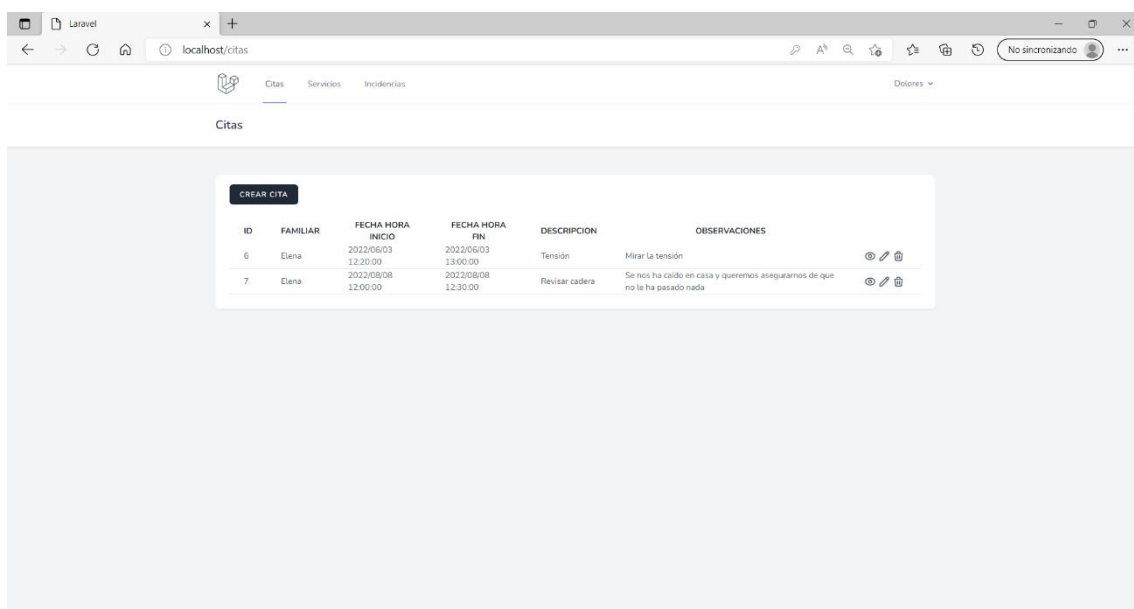 Laravel
localhost/citas
No sincronizando
Citas Servicios Incidencias Dolores
Citas
CREAR CITA
ID FAMILIAR FECHA HORA INICIO FECHA HORA FIN DESCRIPCION OBSERVACIONES
6 Elena 2022/06/03 12:20:00 2022/06/03 13:00:00 Tensión Mirar la tensión
7 Elena 2022/08/08 12:00:00 2022/08/08 12:30:00 Revisar cadera Se nos ha caído en casa y queremos asegurarnos de que
no le ha pasado nada